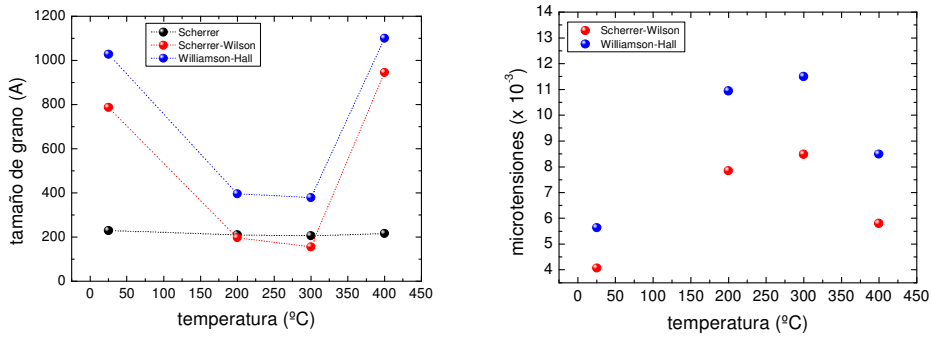 1200
1000
800
600
400
200
0
tamaño de grano (A)
Scherrer
Scherrer-Wilson
Williamson-Hall
0 50 100 150 200 250 300 350 400 450
temperatura (ºC)
14
13
12
11
10
9
8
7
6
5
4
microtensiones (x 10⁻³)
Scherrer-Wilson
Williamson-Hall
0 50 100 150 200 250 300 350 400 450
temperatura (ºC)